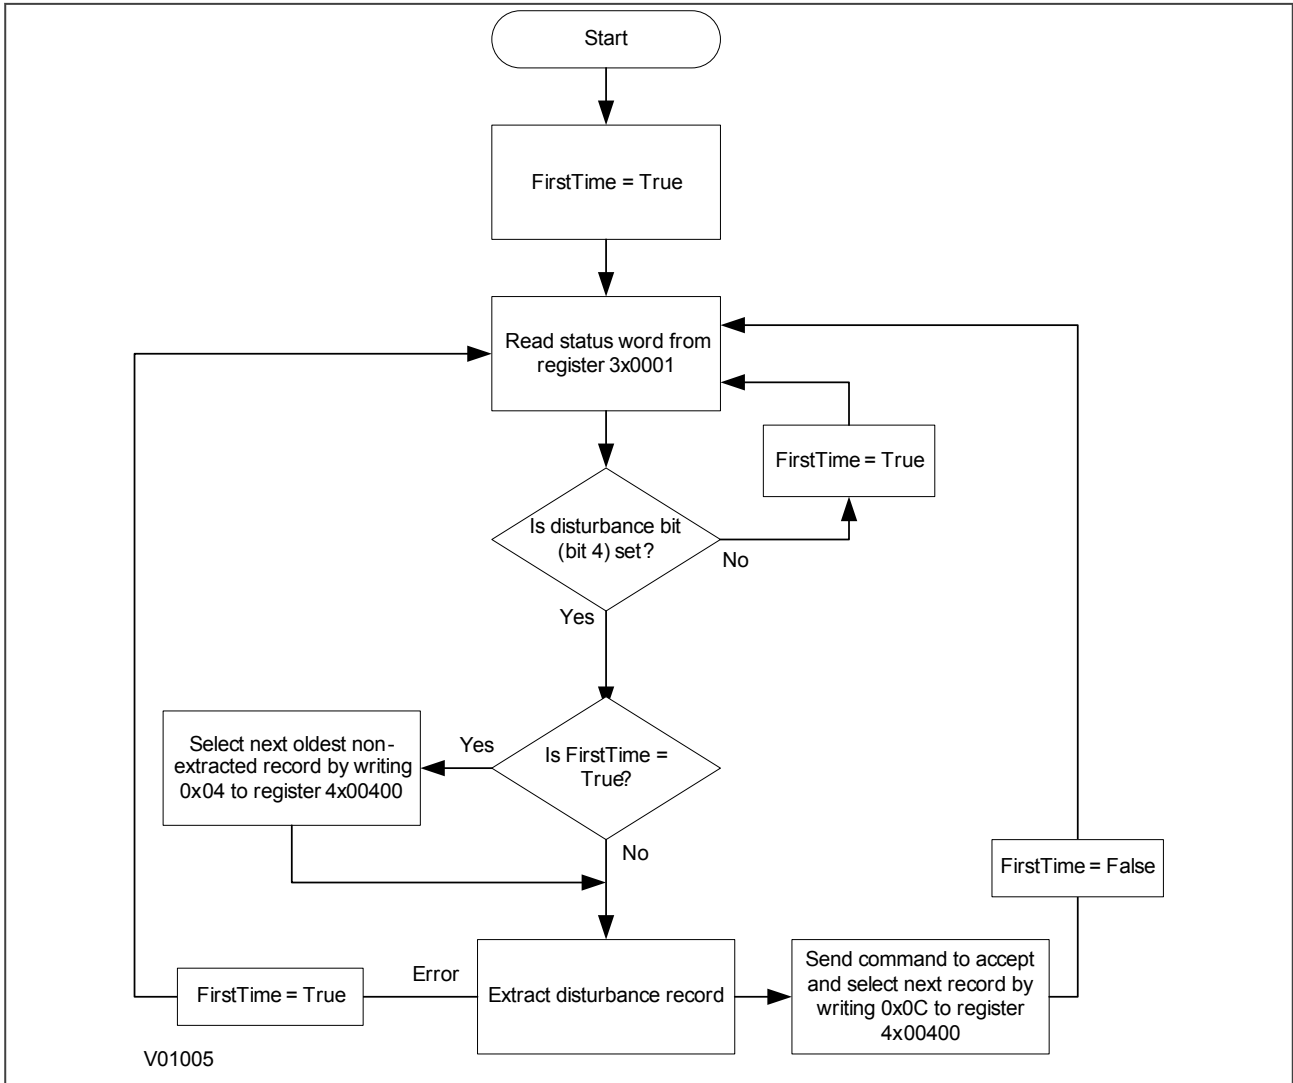 Start
FirstTime = True
Read status word from
register 3x0001
FirstTime = True
Is disturbance bit
(bit 4) set?
No
Yes
Select next oldest non-
extracted record by writing
0x04 to register 4x00400
Yes
Is FirstTime =
True?
No
FirstTime = False
Error
FirstTime = True
Extract disturbance record
Send command to accept
and select next record by
writing 0x0C to register
4x00400
V01005